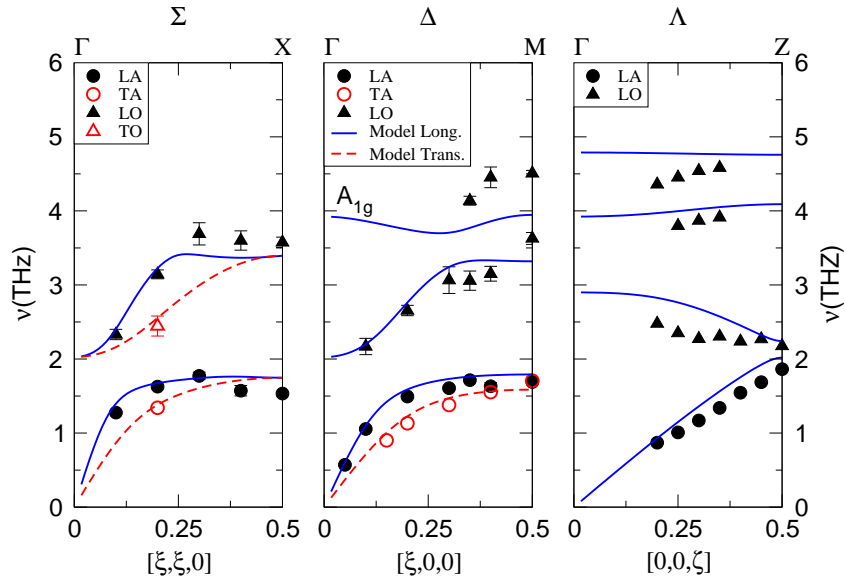 Σ
Δ
Λ
Γ X
Γ M
Γ Z
6
5
4
3
2
1
0
ν(THz)
LA
TA
LO
TO
0 0.25 0.5
[ξ,ξ,0]
LA
TA
LO
Model Long.
Model Trans.
A1g
0 0.25 0.5
[ξ,0,0]
LA
LO
6
5
4
3
2
1
0
ν(THZ)
0 0.25 0.5
[0,0,ζ]